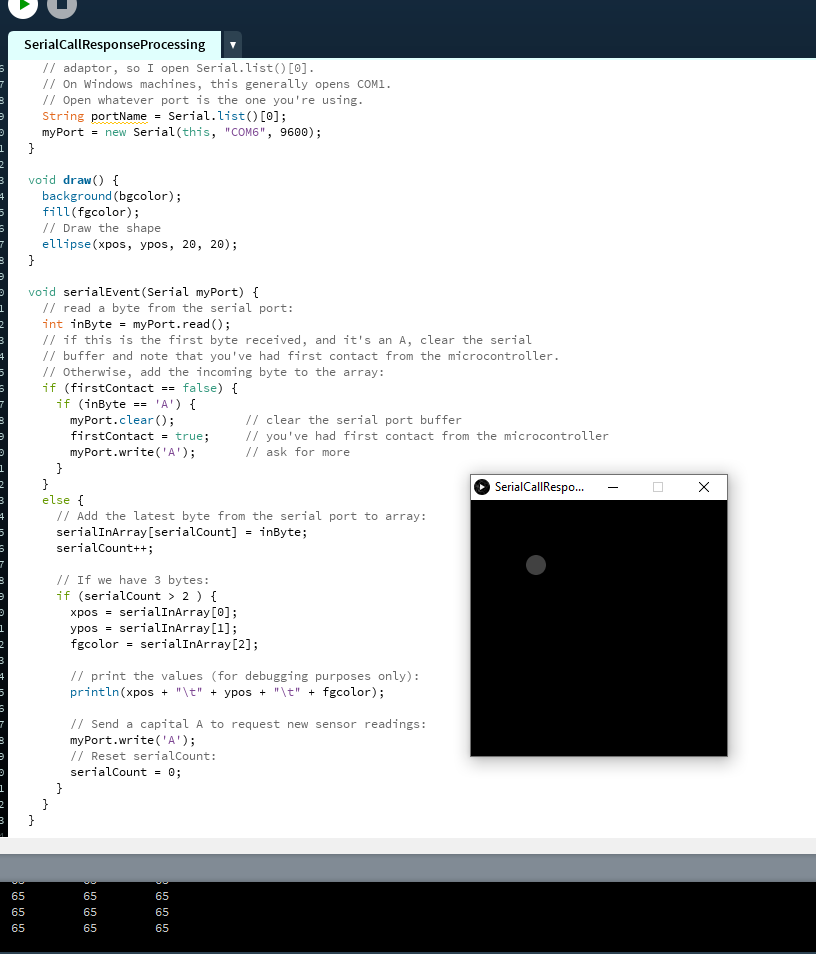 SerialCallResponseProcessing
// adaptor, so I open Serial.list()[0].
// On Windows machines, this generally opens COM1.
// Open whatever port is the one you're using.
String portName = Serial.list()[0];
myPort = new Serial(this, "COM6", 9600);
}
void draw() {
background(bgcolor);
fill(fgcolor);
// Draw the shape
ellipse(xpos, ypos, 20, 20);
}
void serialEvent(Serial myPort) {
// read a byte from the serial port:
int inByte = myPort.read();
// if this is the first byte received, and it's an A, clear the serial
// buffer and note that you've had first contact from the microcontroller.
// Otherwise, add the incoming byte to the array:
if (firstContact == false) {
if (inByte == 'A') {
myPort.clear();          // clear the serial port buffer
firstContact = true;     // you've had first contact from the microcontroller
myPort.write('A');       // ask for more
}
}
else {
// Add the latest byte from the serial port to array:
serialInArray[serialCount] = inByte;
serialCount++;
// If we have 3 bytes:
if (serialCount > 2 ) {
xpos = serialInArray[0];
ypos = serialInArray[1];
fgcolor = serialInArray[2];
// print the values (for debugging purposes only):
println(xpos + "\t" + ypos + "\t" + fgcolor);
// Send a capital A to request new sensor readings:
myPort.write('A');
// Reset serialCount:
serialCount = 0;
}
}
}
SerialCallRespo...
65 65 65
65 65 65
65 65 65